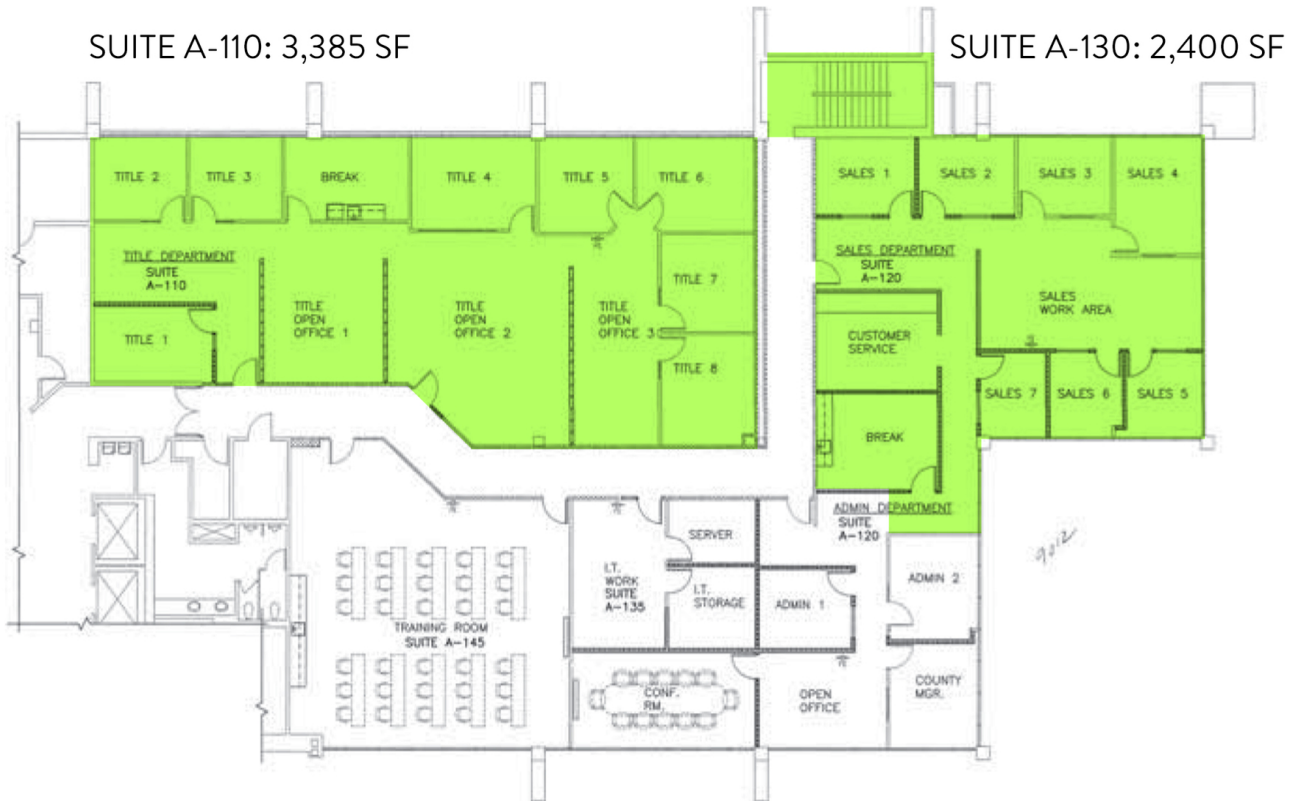 SUITE A-110: 3,385 SF
SUITE A-130: 2,400 SF
TITLE 2
TITLE 3
BREAK
TITLE 4
TITLE 5
TITLE 6
SALES 1
SALES 2
SALES 3
SALES 4
TITLE DEPARTMENT
SUITE
A-110
SALES DEPARTMENT
SUITE
A-120
TITLE 7
TITLE
OPEN
OFFICE 1
TITLE
OPEN
OFFICE 2
TITLE
OPEN
OFFICE 3
SALES
WORK AREA
TITLE 1
CUSTOMER
SERVICE
TITLE 8
SALES 7
SALES 6
SALES 5
BREAK
ADMIN DEPARTMENT
SUITE
A-120
SERVER
I.T.
WORK
SUITE
A-135
I.T.
STORAGE
ADMIN 1
ADMIN 2
TRAINING ROOM
SUITE A-145
CONF.
RM.
OPEN
OFFICE
COUNTY
MGR.